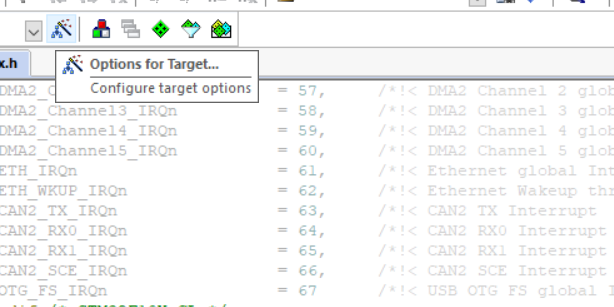 x.h
Options for Target...
Configure target options
= 57, /*!< DMA2 Channel 2 glob
DMA2_Channel3_IRQn = 58, /*!< DMA2 Channel 3 glob
DMA2_Channel4_IRQn = 59, /*!< DMA2 Channel 4 glob
DMA2_Channel5_IRQn = 60, /*!< DMA2 Channel 5 glob
ETH_IRQn = 61, /*!< Ethernet global Int
ETH_WKUP_IRQn = 62, /*!< Ethernet Wakeup thr
CAN2_TX_IRQn = 63, /*!< CAN2 TX Interrupt
CAN2_RX0_IRQn = 64, /*!< CAN2 RX0 Interrupt
CAN2_RX1_IRQn = 65, /*!< CAN2 RX1 Interrupt
CAN2_SCE_IRQn = 66, /*!< CAN2 SCE Interrupt
OTG_FS_IRQn = 67 /*!< USB OTG FS global I